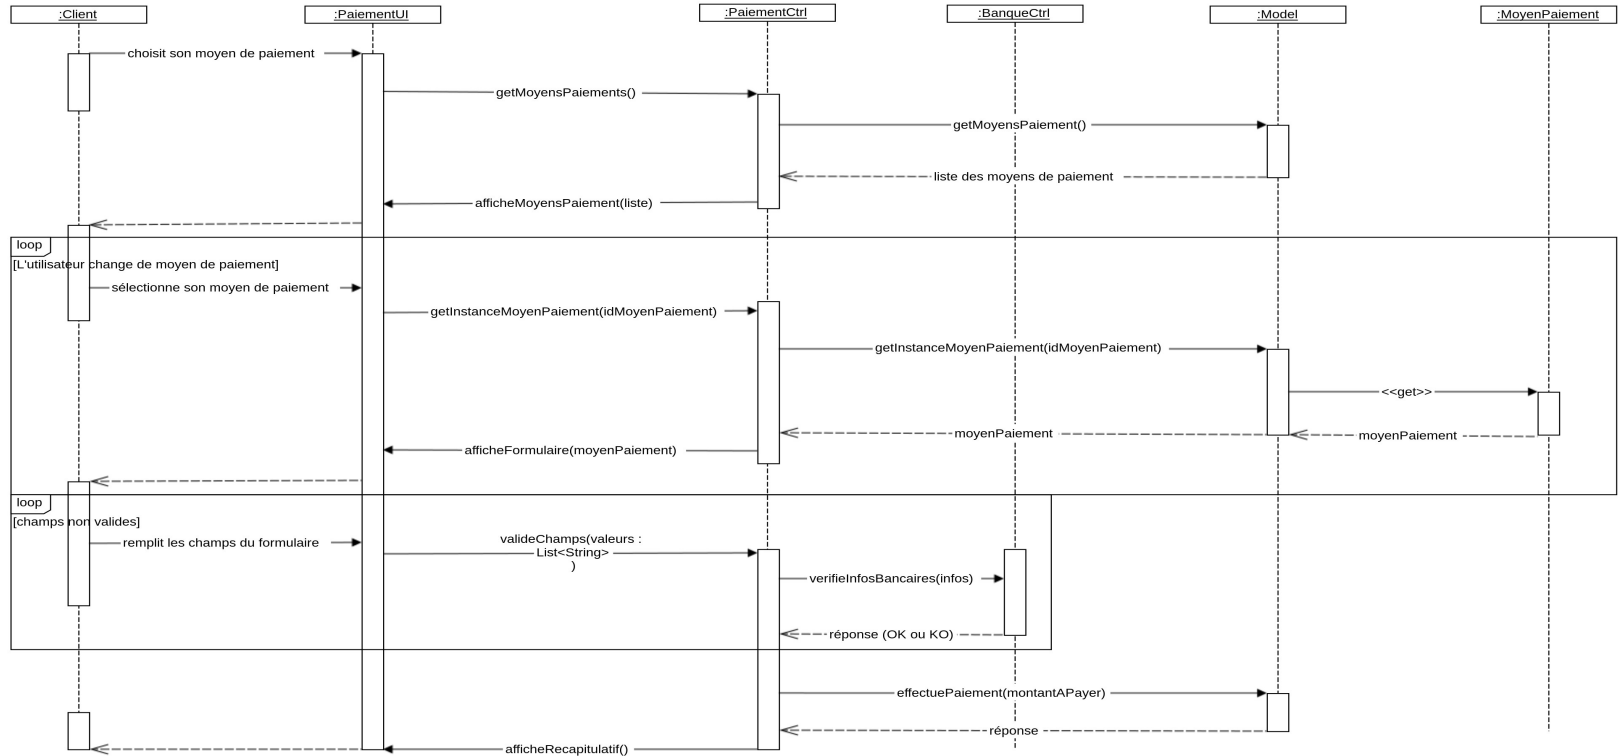 :Client
:PaiementUI
:PaiementCtrl
:BanqueCtrl
:Model
:MoyenPaiement
choisit son moyen de paiement
getMoyensPaiements()
getMoyensPaiement()
liste des moyens de paiement
afficheMoyensPaiement(liste)
loop
[L'utilisateur change de moyen de paiement]
sélectionne son moyen de paiement
getInstanceMoyenPaiement(idMoyenPaiement)
getInstanceMoyenPaiement(idMoyenPaiement)
<<get>>
moyenPaiement
moyenPaiement
afficheFormulaire(moyenPaiement)
loop
[champs non valides]
remplit les champs du formulaire
valideChamps(valeurs :
List<String>
)
verifieInfosBancaires(infos)
réponse (OK ou KO)
effectuePaiement(montantAPayer)
réponse
afficheRecapitulatif()